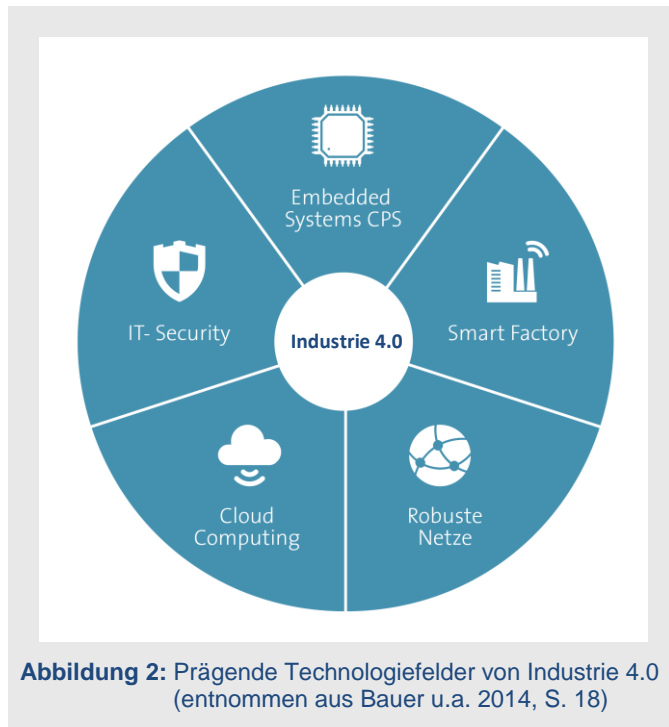 Embedded
Systems CPS
IT- Security
Industrie 4.0
Smart Factory
Cloud
Computing
Robuste
Netze
Abbildung 2: Prägende Technologiefelder von Industrie 4.0
(entnommen aus Bauer u.a. 2014, S. 18)